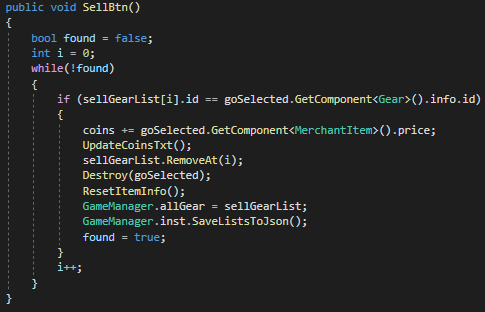 public void SellBtn()
{
    bool found = false;
    int i = 0;
    while(!found)
    {
        if (sellGearList[i].id == goSelected.GetComponent<Gear>().info.id)
        {
            coins += goSelected.GetComponent<MerchantItem>().price;
            UpdateCoinsTxt();
            sellGearList.RemoveAt(i);
            Destroy(goSelected);
            ResetItemInfo();
            GameManager.allGear = sellGearList;
            GameManager.inst.SaveListsToJson();
            found = true;
        }
        i++;
    }
}